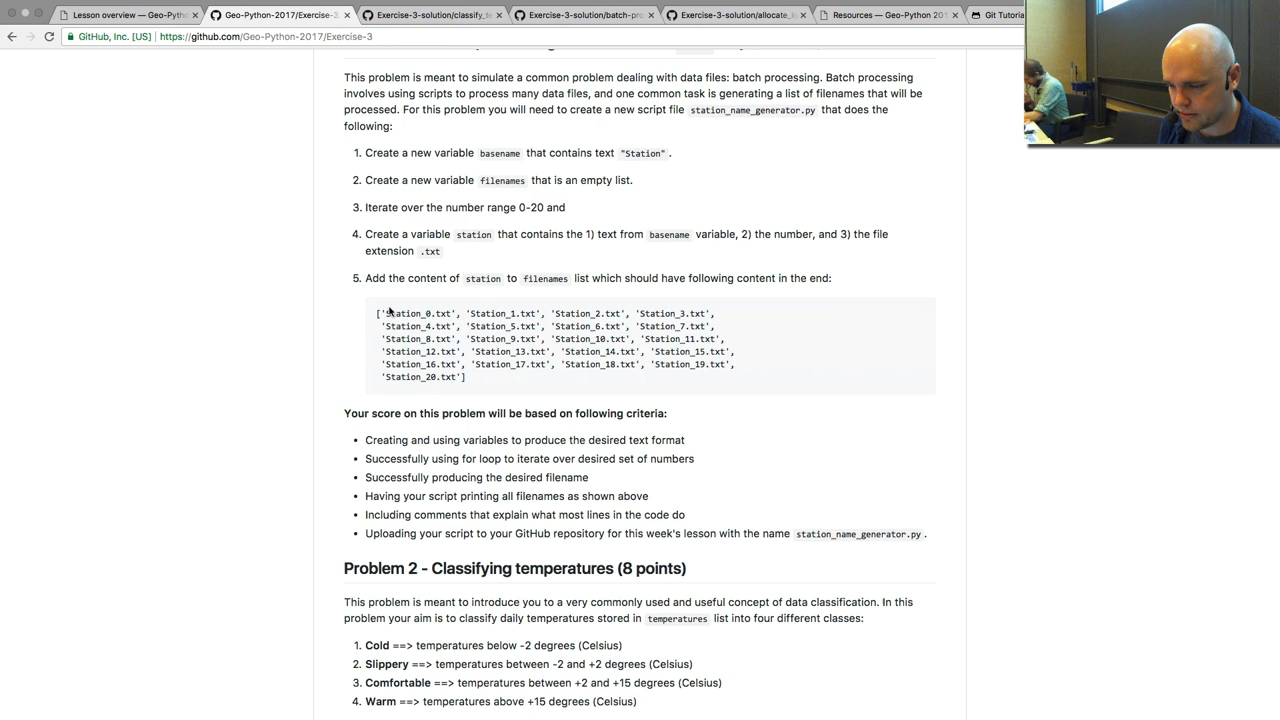 Lesson overview — Geo-Pytho
Geo-Python-2017/Exercise-3
Exercise-3-solution/classify_te
Exercise-3-solution/batch-pro
Exercise-3-solution/allocate_k
Resources — Geo Python 201
Git Tutoria
GitHub, Inc. [US] | https://github.com/Geo-Python-2017/Exercise-3
This problem is meant to simulate a common problem dealing with data files: batch processing. Batch processing
involves using scripts to process many data files, and one common task is generating a list of filenames that will be
processed. For this problem you will need to create a new script file station_name_generator.py that does the
following:
1. Create a new variable basename that contains text "Station".
2. Create a new variable filenames that is an empty list.
3. Iterate over the number range 0-20 and
4. Create a variable station that contains the 1) text from basename variable, 2) the number, and 3) the file
extension .txt
5. Add the content of station to filenames list which should have following content in the end:
['Station_0.txt', 'Station_1.txt', 'Station_2.txt', 'Station_3.txt',
'Station_4.txt', 'Station_5.txt', 'Station_6.txt', 'Station_7.txt',
'Station_8.txt', 'Station_9.txt', 'Station_10.txt', 'Station_11.txt',
'Station_12.txt', 'Station_13.txt', 'Station_14.txt', 'Station_15.txt',
'Station_16.txt', 'Station_17.txt', 'Station_18.txt', 'Station_19.txt',
'Station_20.txt']
Your score on this problem will be based on following criteria:
• Creating and using variables to produce the desired text format
• Successfully using for loop to iterate over desired set of numbers
• Successfully producing the desired filename
• Having your script printing all filenames as shown above
• Including comments that explain what most lines in the code do
• Uploading your script to your GitHub repository for this week's lesson with the name station_name_generator.py.
Problem 2 - Classifying temperatures (8 points)
This problem is meant to introduce you to a very commonly used and useful concept of data classification. In this
problem your aim is to classify daily temperatures stored in temperatures list into four different classes:
1. Cold ==> temperatures below -2 degrees (Celsius)
2. Slippery ==> temperatures between -2 and +2 degrees (Celsius)
3. Comfortable ==> temperatures between +2 and +15 degrees (Celsius)
4. Warm ==> temperatures above +15 degrees (Celsius)